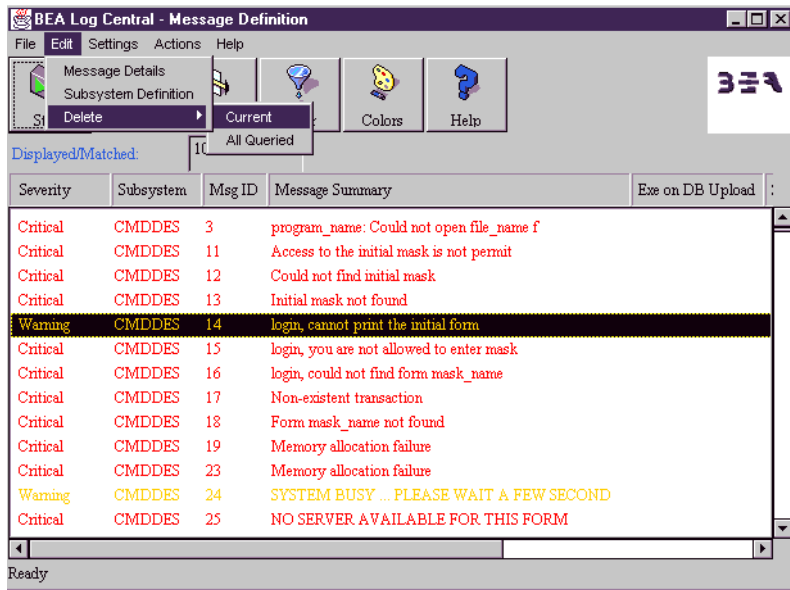 BEA Log Central - Message Definition
File Edit Settings Actions Help
Message Details
Subsystem Definition
Delete
Current
All Queried
Colors Help
BEA
Displayed/Matched:
Severity Subsystem Msg ID Message Summary Exe on DB Upload
Critical CMDDES 3 program_name: Could not open file_name f
Critical CMDDES 11 Access to the initial mask is not permit
Critical CMDDES 12 Could not find initial mask
Critical CMDDES 13 Initial mask not found
Warning CMDDES 14 login, cannot print the initial form
Critical CMDDES 15 login, you are not allowed to enter mask
Critical CMDDES 16 login, could not find form mask_name
Critical CMDDES 17 Non-existent transaction
Critical CMDDES 18 Form mask_name not found
Critical CMDDES 19 Memory allocation failure
Critical CMDDES 23 Memory allocation failure
Warning CMDDES 24 SYSTEM BUSY ... PLEASE WAIT A FEW SECOND
Critical CMDDES 25 NO SERVER AVAILABLE FOR THIS FORM
Ready